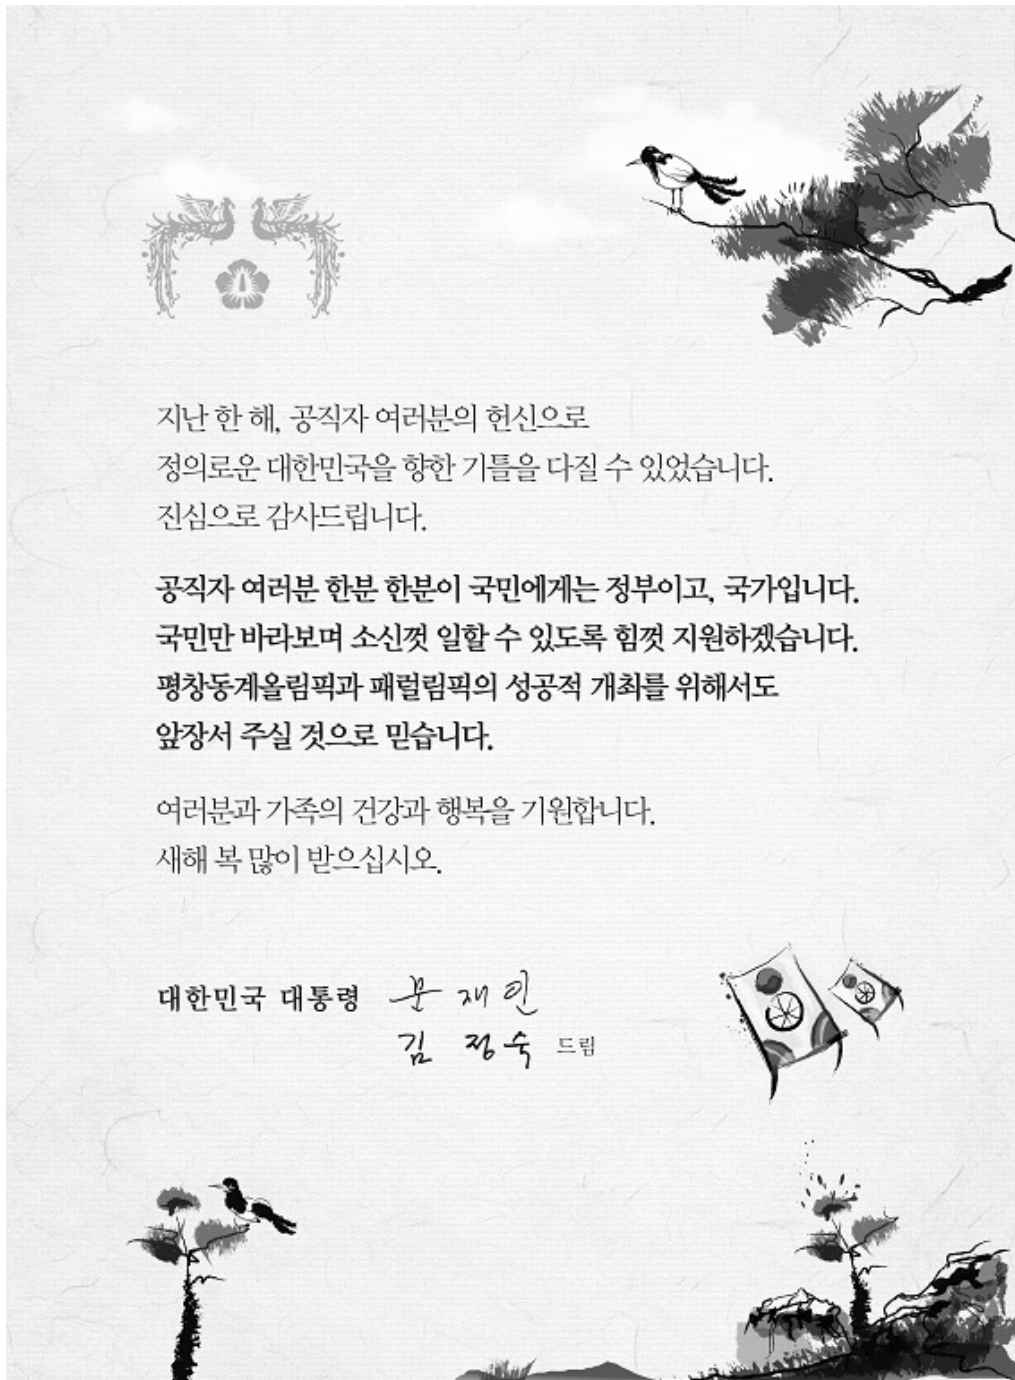 지난 한 해, 공직자 여러분의 헌신으로
정의로운 대한민국을 향한 기틀을 다질 수 있었습니다.
진심으로 감사드립니다.
공직자 여러분 한분 한분이 국민에게는 정부이고, 국가입니다.
국민만 바라보며 소신껏 일할 수 있도록 힘껏 지원하겠습니다.
평창동계올림픽과 패럴림픽의 성공적 개최를 위해서도
앞장서 주실 것으로 믿습니다.
여러분과 가족의 건강과 행복을 기원합니다.
새해 복 많이 받으십시오.
대한민국 대통령 문재인
김정숙 드림